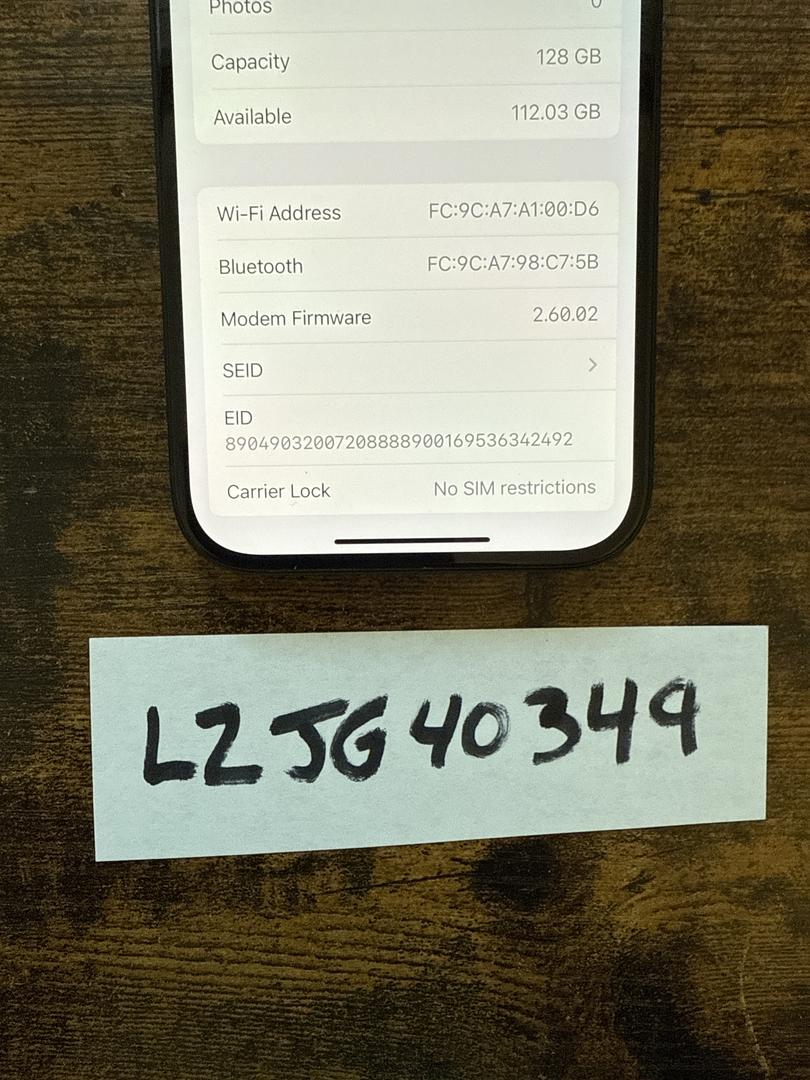 Photos 0
Capacity 128 GB
Available 112.03 GB
Wi-Fi Address FC:9C:A7:A1:00:D6
Bluetooth FC:9C:A7:98:C7:5B
Modem Firmware 2.60.02
SEID
EID
89049032007208888900169536342492
Carrier Lock No SIM restrictions
LZJG40349